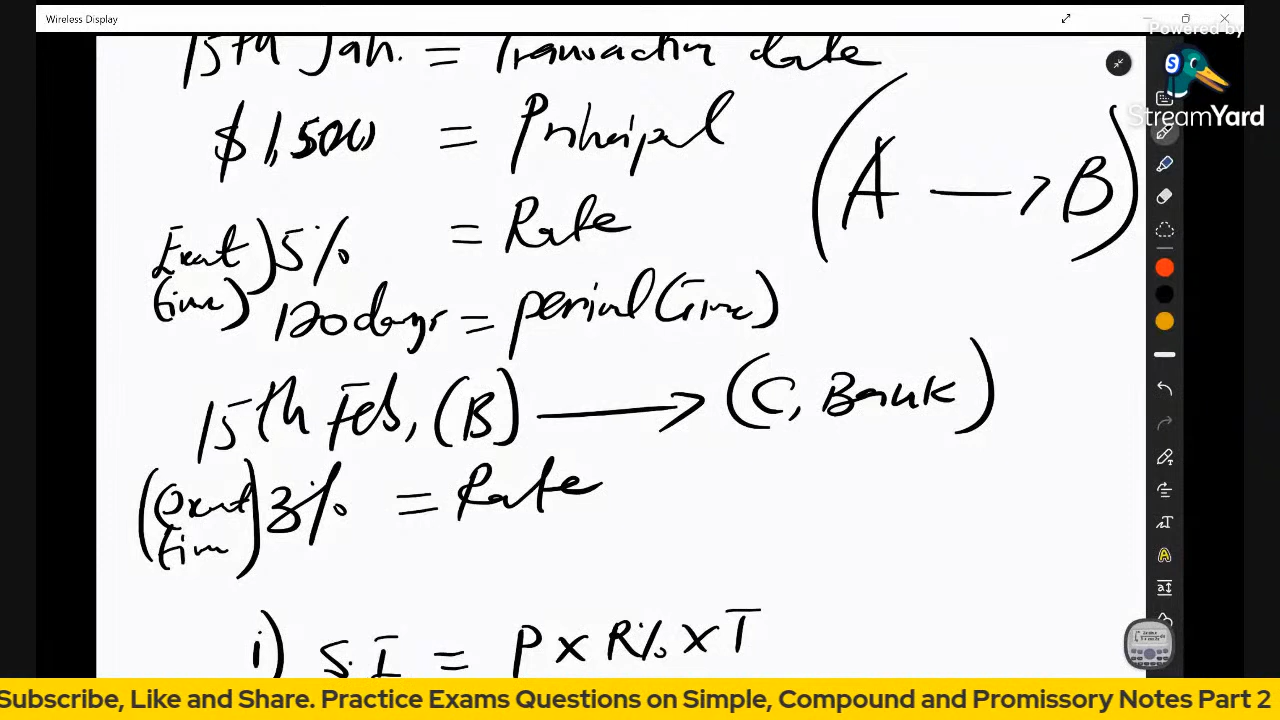 Wireless Display
Powered by
StreamYard
15th Jan. = Transaction date
$1,500 = Principal
(A → B)
Exact time) 5% = Rate
120 days = period (Time)
15th Feb, (B) → (C, Bank)
(Exact time) 3% = Rate
i) S.I = P x R% x T
Subscribe, Like and Share. Practice Exams Questions on Simple, Compound and Promissory Notes Part 2